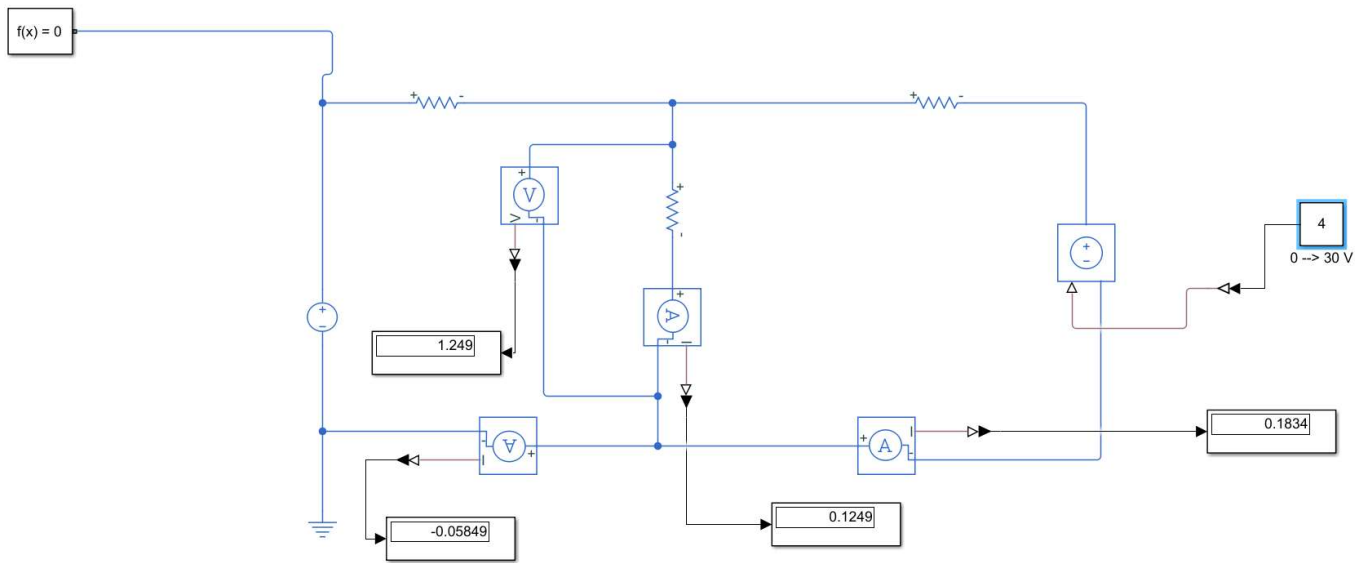 f(x) = 0
+
-
+
-
+
V
V
-
+
-
4
0 --> 30 V
+
-
+
A
-
I
+
-
1.249
-
I
A
+
+
A
I
-
0.1834
-0.05849
0.1249